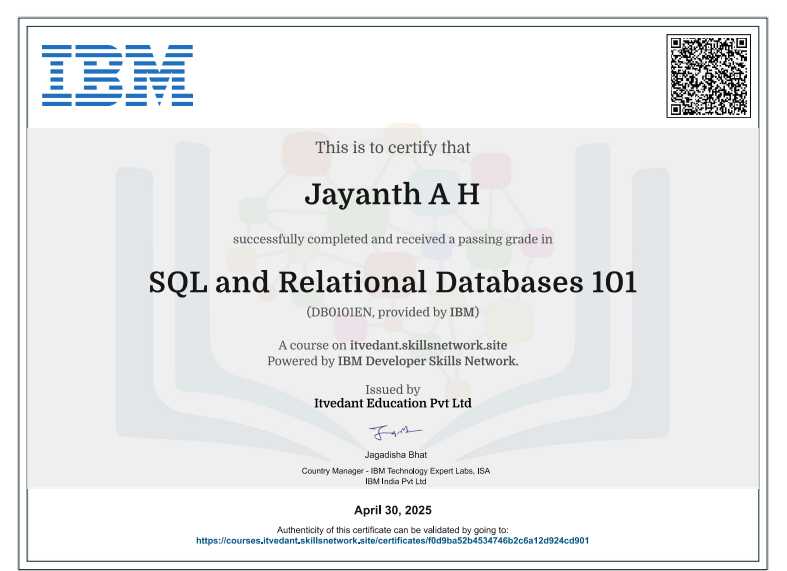 IBM
This is to certify that
Jayanth A H
successfully completed and received a passing grade in
SQL and Relational Databases 101
(DB0101EN, provided by IBM)
A course on itvedant.skillsnetwork.site
Powered by IBM Developer Skills Network.
Issued by
Itvedant Education Pvt Ltd
Jagadisha Bhat
Country Manager - IBM Technology Expert Labs, ISA
IBM India Pvt Ltd
April 30, 2025
Authenticity of this certificate can be validated by going to:
https://courses.itvedant.skillsnetwork.site/certificates/f0d9ba52b4534746b2c6a12d924cd901